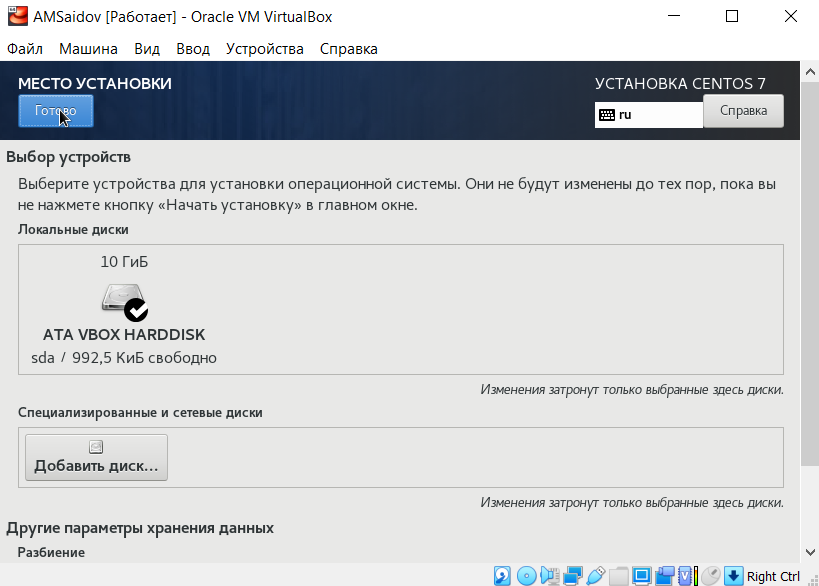 AMSaidov [Работает] - Oracle VM VirtualBox
Файл Машина Вид Ввод Устройства Справка
МЕСТО УСТАНОВКИ
УСТАНОВКА CENTOS 7
Готово
ru
Справка
Выбор устройств
Выберите устройства для установки операционной системы. Они не будут изменены до тех пор, пока вы
не нажмете кнопку «Начать установку» в главном окне.
Локальные диски
10 ГиБ
ATA VBOX HARDDISK
sda / 992,5 КиБ свободно
Изменения затронут только выбранные здесь диски.
Специализированные и сетевые диски
Добавить диск...
Изменения затронут только выбранные здесь диски.
Другие параметры хранения данных
Разбиение
Right Ctrl